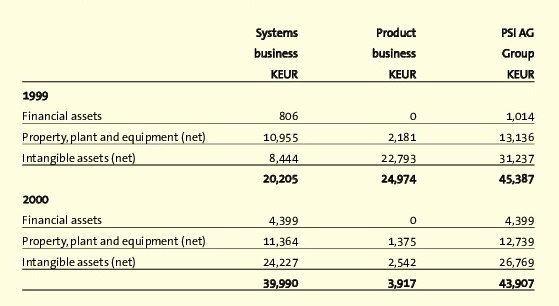 Systems Product PSI AG
business business Group
KEUR KEUR KEUR
1999
Financial assets 806 0 1,014
Property, plant and equipment (net) 10,955 2,181 13,136
Intangible assets (net) 8,444 22,793 31,237
20,205 24,974 45,387
2000
Financial assets 4,399 0 4,399
Property, plant and equipment (net) 11,364 1,375 12,739
Intangible assets (net) 24,227 2,542 26,769
39,990 3,917 43,907